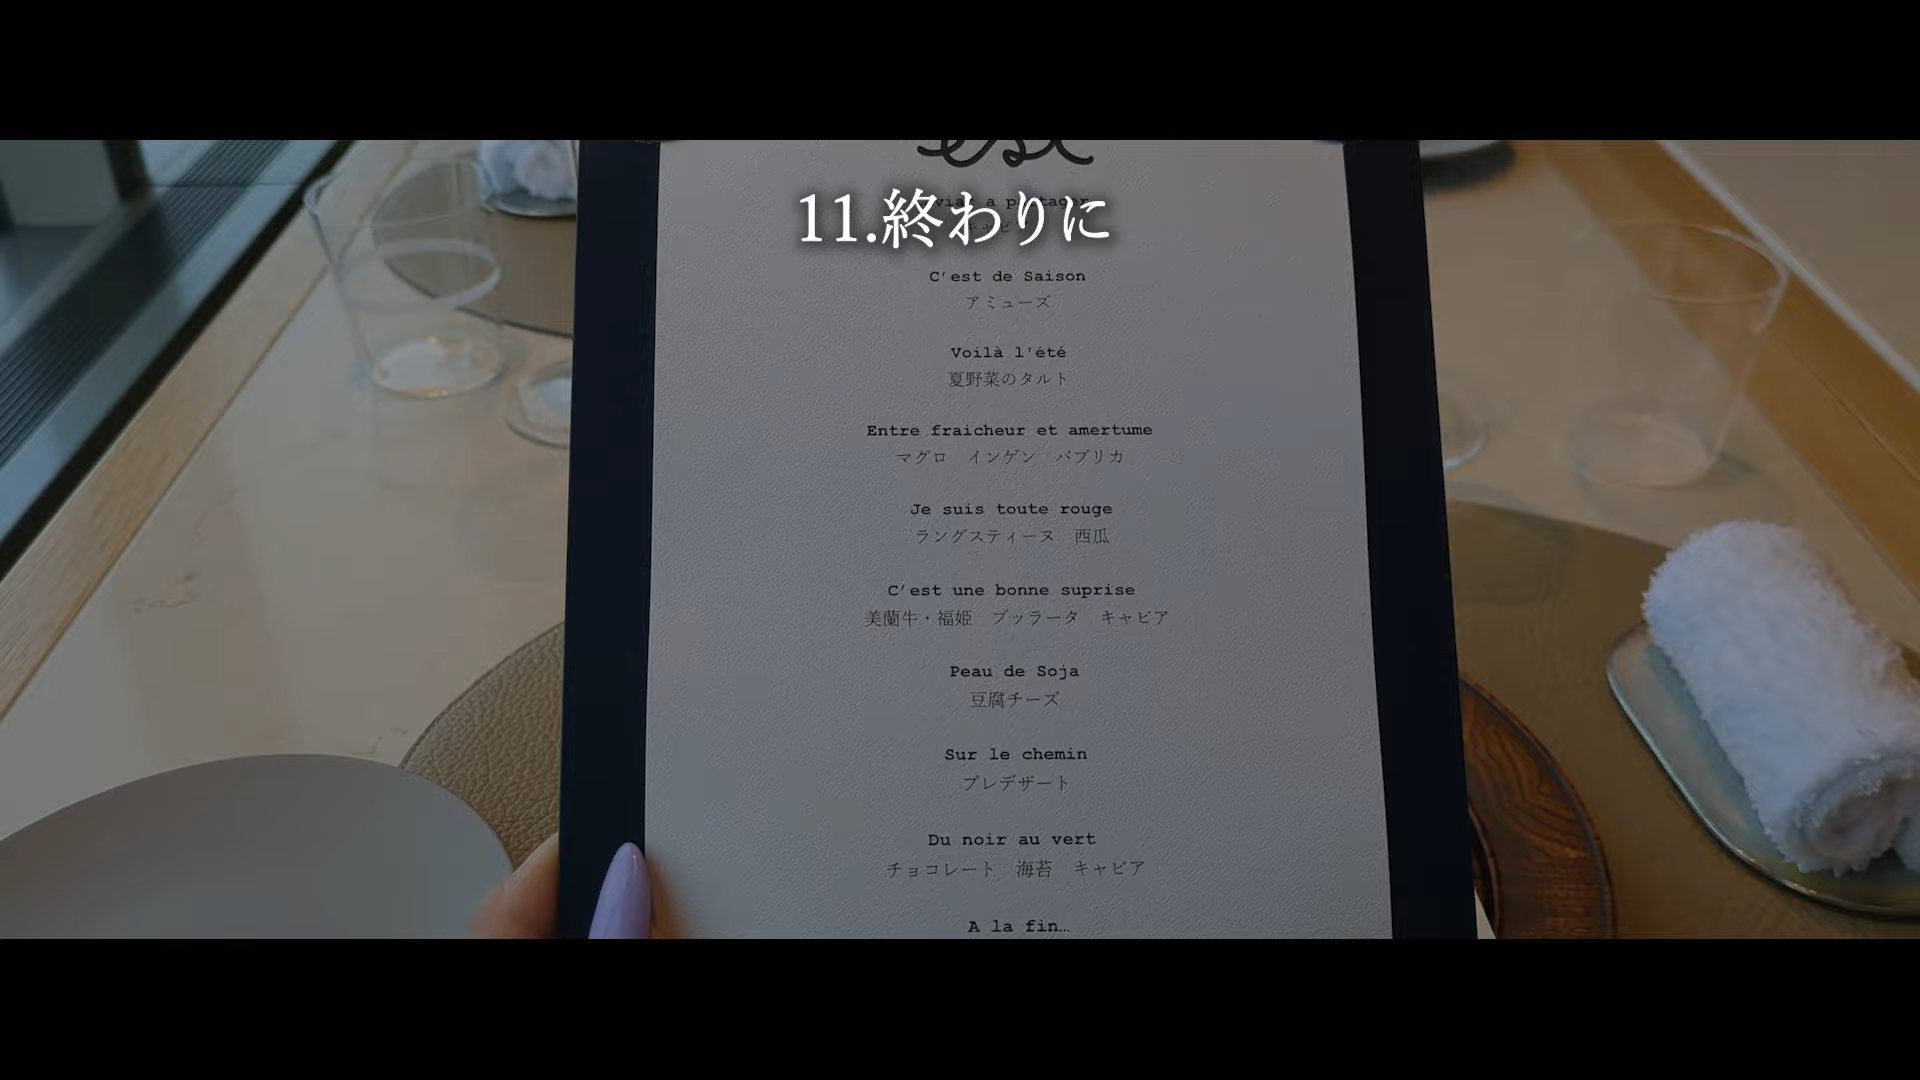 11.終わりに
C'est de Saison
アミューズ
Voilà l'été
夏野菜のタルト
Entre fraicheur et amertume
マグロ インゲン パプリカ
Je suis toute rouge
ラングスティーヌ 西瓜
C'est une bonne suprise
美蘭牛・福姫 ブッラータ キャビア
Peau de Soja
豆腐チーズ
Sur le chemin
プレデザート
Du noir au vert
チョコレート 海苔 キャビア
A la fin…